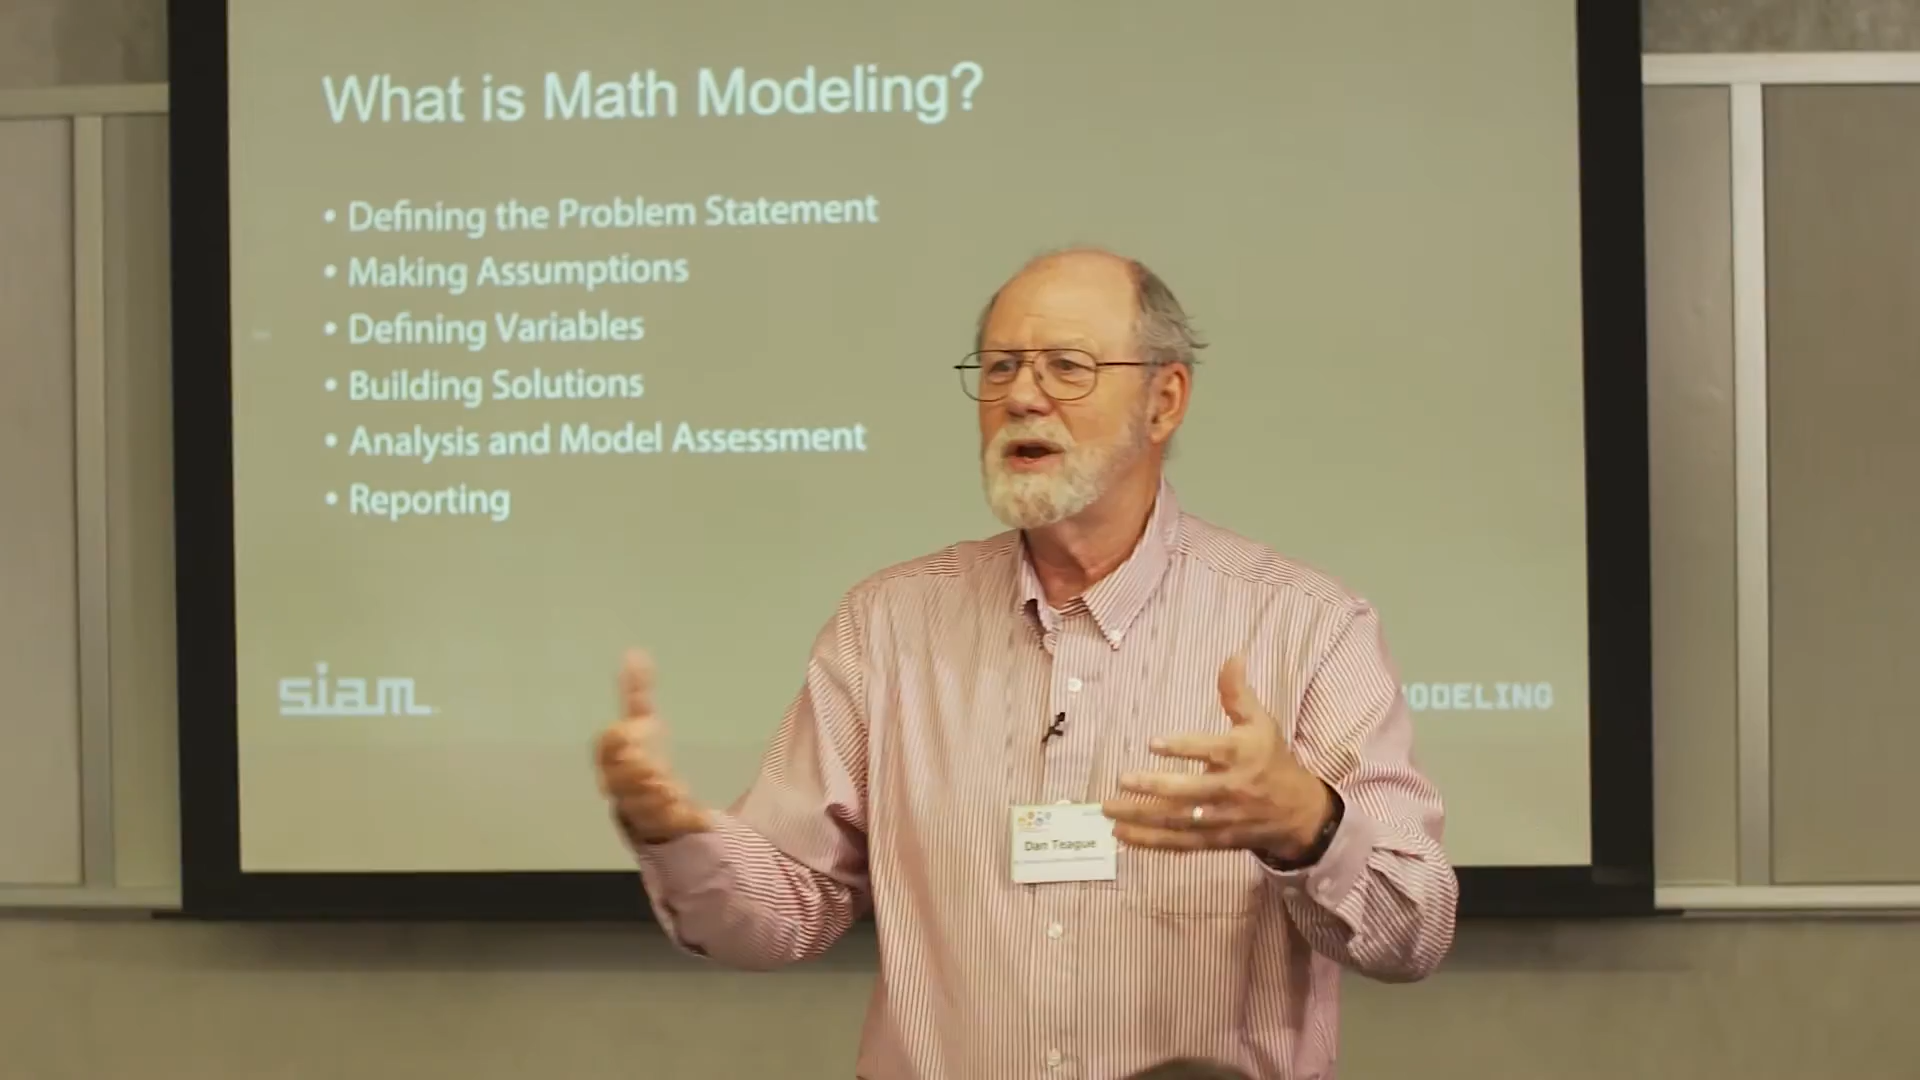 What is Math Modeling?
• Defining the Problem Statement
• Making Assumptions
• Defining Variables
• Building Solutions
• Analysis and Model Assessment
• Reporting
siam
ODELING
Dan Teague